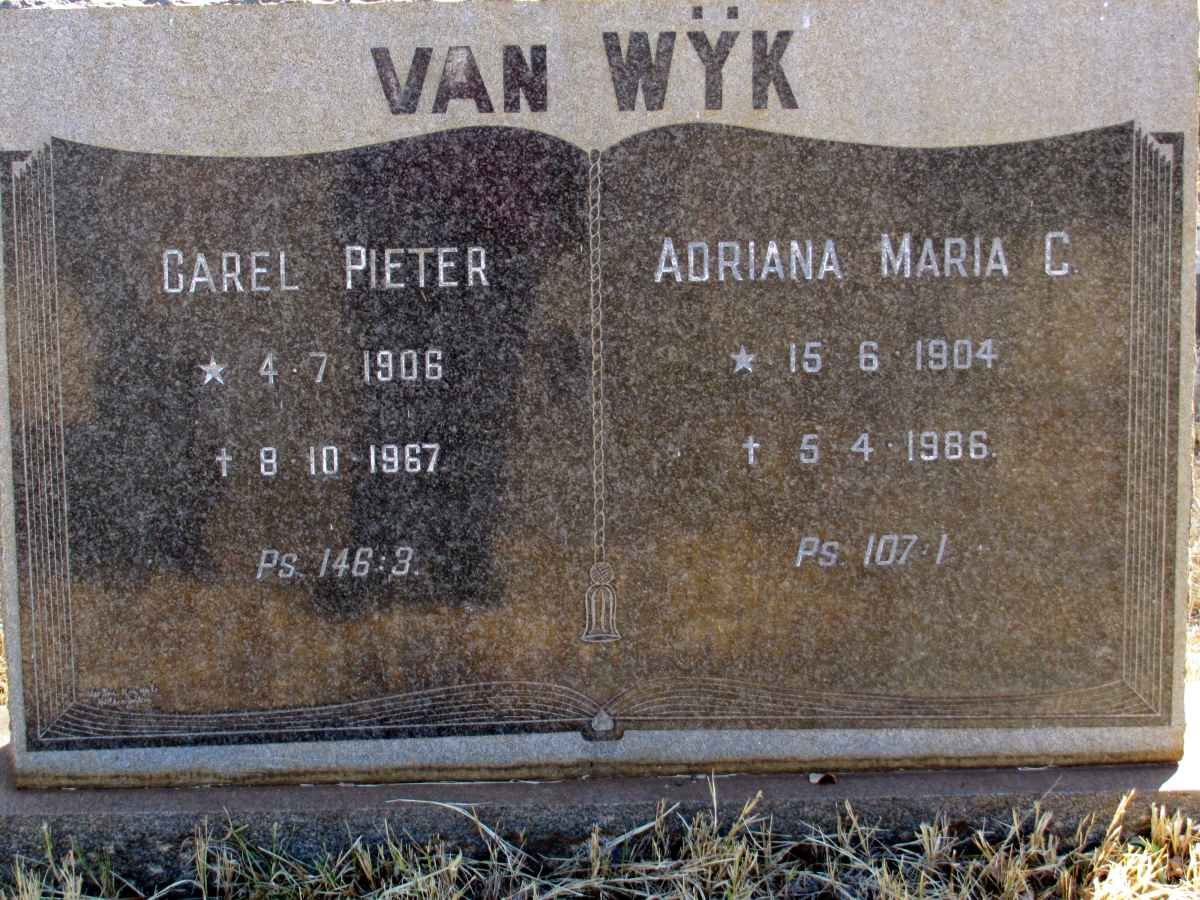 VAN WŸK
CAREL PIETER
★ 4·7·1906
✝ 8·10·1967
Ps. 146:3.
ADRIANA MARIA C.
★ 15·6·1904
✝ 5·4·1986.
Ps. 107:1